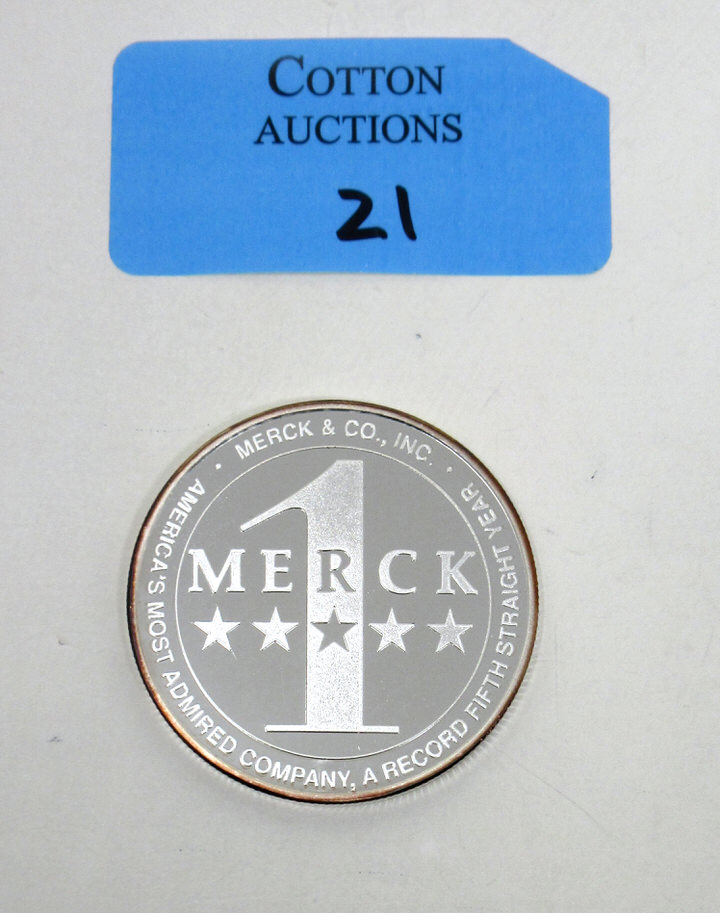 COTTON
AUCTIONS
21
• MERCK & CO., INC. •
1
MERCK
AMERICA'S MOST ADMIRED COMPANY, A RECORD FIFTH STRAIGHT YEAR